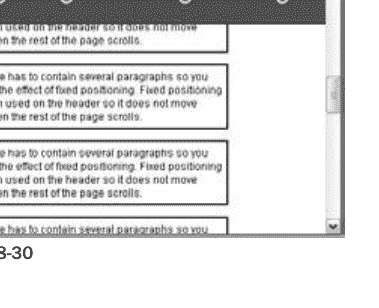 used on the header so it does not move
en the rest of the page scrolls.
e has to contain several paragraphs so you
the effect of fixed positioning. Fixed positioning
n used on the header so it does not move
en the rest of the page scrolls.
e has to contain several paragraphs so you
the effect of fixed positioning. Fixed positioning
n used on the header so it does not move
en the rest of the page scrolls.
e has to contain several paragraphs so you
8-30